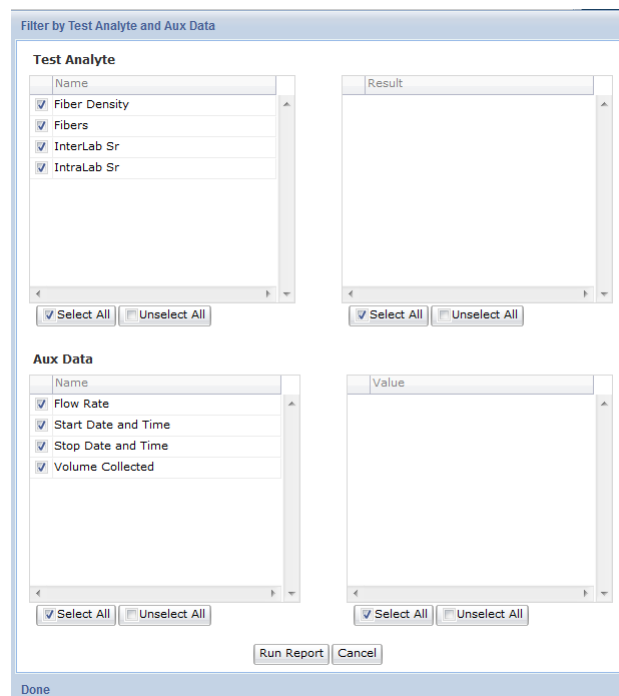 Filter by Test Analyte and Aux Data
Test Analyte
Name
Result
Fiber Density
Fibers
InterLab Sr
IntraLab Sr
Select All Unselect All
Select All Unselect All
Aux Data
Name
Value
Flow Rate
Start Date and Time
Stop Date and Time
Volume Collected
Select All Unselect All
Select All Unselect All
Run Report Cancel
Done